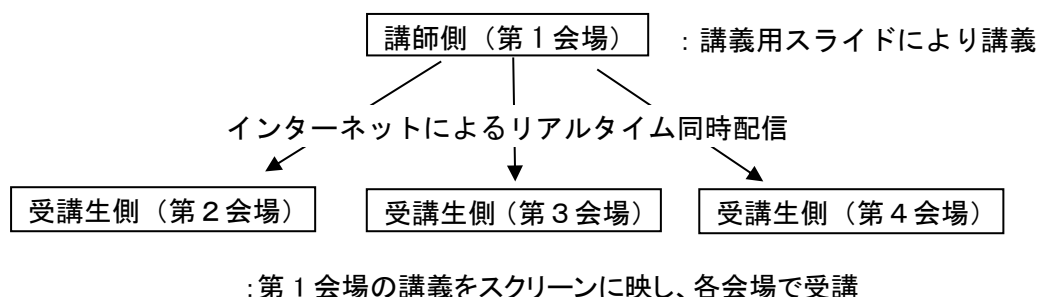 講師側（第１会場） ：講義用スライドにより講義
インターネットによるリアルタイム同時配信
受講生側（第２会場） 受講生側（第３会場） 受講生側（第４会場）
：第１会場の講義をスクリーンに映し、各会場で受講